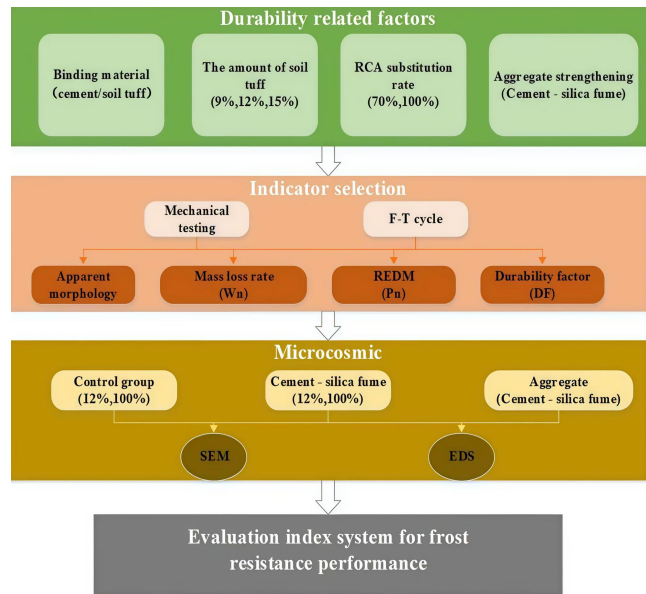 Durability related factors
Binding material
(cement/soil tuff)
The amount of soil
tuff
(9%,12%,15%)
RCA substitution
rate
(70%,100%)
Aggregate strengthening
(Cement - silica fume)
Indicator selection
Mechanical
testing
F-T cycle
Apparent
morphology
Mass loss rate
(Wn)
REDM
(Pn)
Durability factor
(DF)
Microcosmic
Control group
(12%,100%)
Cement - silica fume
(12%,100%)
Aggregate
(Cement - silica fume)
SEM
EDS
Evaluation index system for frost
resistance performance